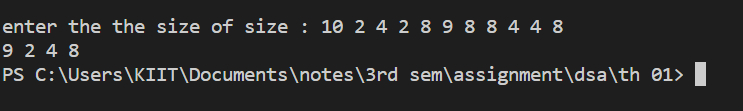 enter the the size of size : 10 2 4 2 8 9 8 8 4 4 8
9 2 4 8
PS C:\Users\KIIT\Documents\notes\3rd sem\assignment\dsa\th 01>